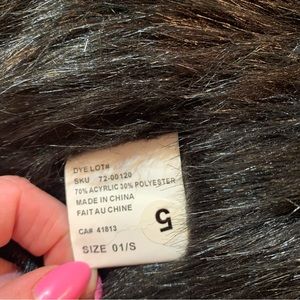 DYE LOT#
SKU 72-00120
70% ACYRLIC 30% POLYESTER
MADE IN CHINA
FAIT AU CHINE
CA# 41813
SIZE 01/S
5